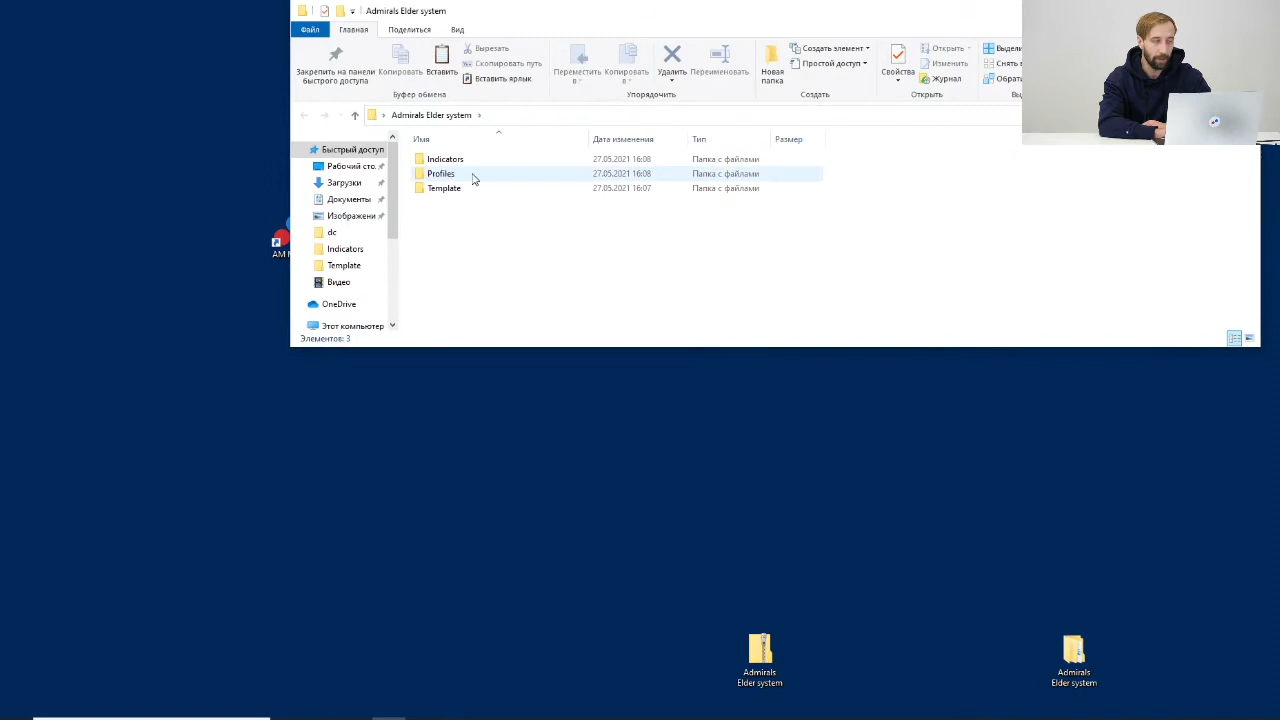 Admirals Elder system
Файл
Главная
Поделиться
Вид
Закрепить на панели
быстрого доступа
Копировать
Вставить
Вырезать
Скопировать путь
Вставить ярлык
Буфер обмена
Переместить
в
Копировать
в
Удалить
Переименовать
Упорядочить
Новая
папка
Создать элемент
Простой доступ
Создать
Свойства
Открыть
Изменить
Журнал
Открыть
Admirals Elder system
Имя
Дата изменения
Тип
Размер
Indicators 27.05.2021 16:08 Папка с файлами
Profiles 27.05.2021 16:08 Папка с файлами
Template 27.05.2021 16:07 Папка с файлами
Быстрый доступ
Рабочий сто.
Загрузки
Документы
Изображени
dc
Indicators
Template
Видео
OneDrive
Этот компьютер
Элементов: 3
Admirals
Elder system
Admirals
Elder system